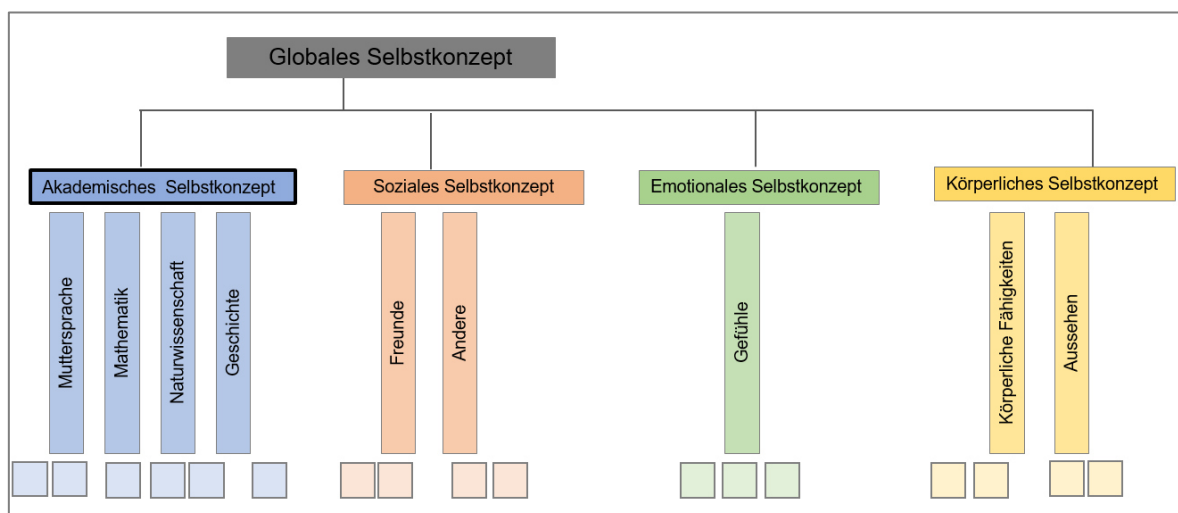 Globales Selbstkonzept
Akademisches Selbstkonzept
Soziales Selbstkonzept
Emotionales Selbstkonzept
Körperliches Selbstkonzept
Muttersprache
Mathematik
Naturwissenschaft
Geschichte
Freunde
Andere
Gefühle
Körperliche Fähigkeiten
Aussehen